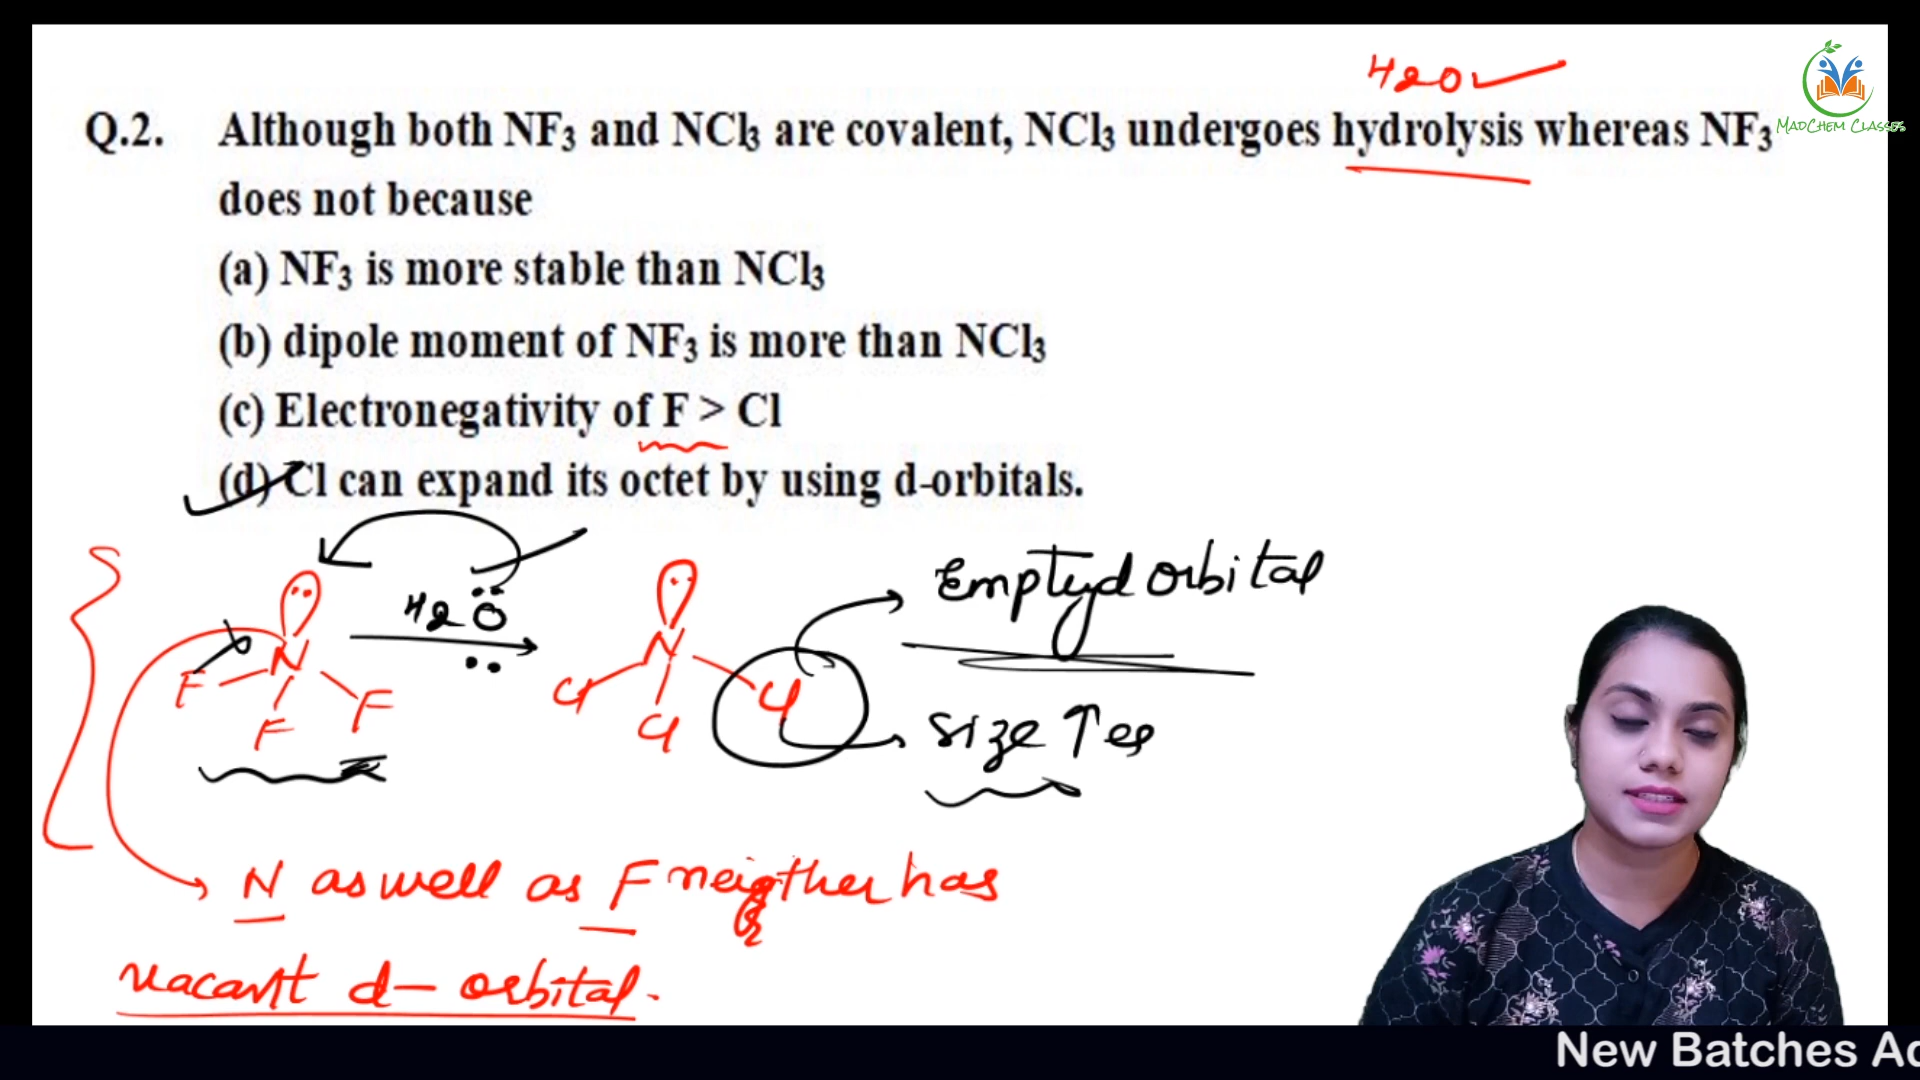 H2O
Q.2. Although both NF3 and NCl3 are covalent, NCl3 undergoes hydrolysis whereas NF3
does not because
(a) NF3 is more stable than NCl3
(b) dipole moment of NF3 is more than NCl3
(c) Electronegativity of F > Cl
(d) Cl can expand its octet by using d-orbitals.
MADCHEM CLASSES
N F F F
H2O
N Cl Cl Cl
Empty d orbital
size ↑es
N as well as F neigther has
vacant d- orbital.
New Batches Ac